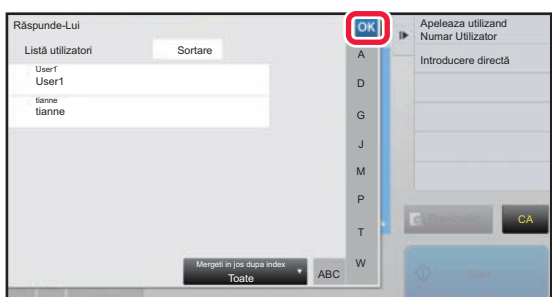 Răspunde-Lui
OK
Listă utilizatori
Sortare
User1
User1
tianne
tianne
A
D
G
J
M
P
T
W
Mergeti in jos dupa index
Toate
ABC
Apeleaza utilizand
Numar Utilizator
Introducere directă
CA
Start